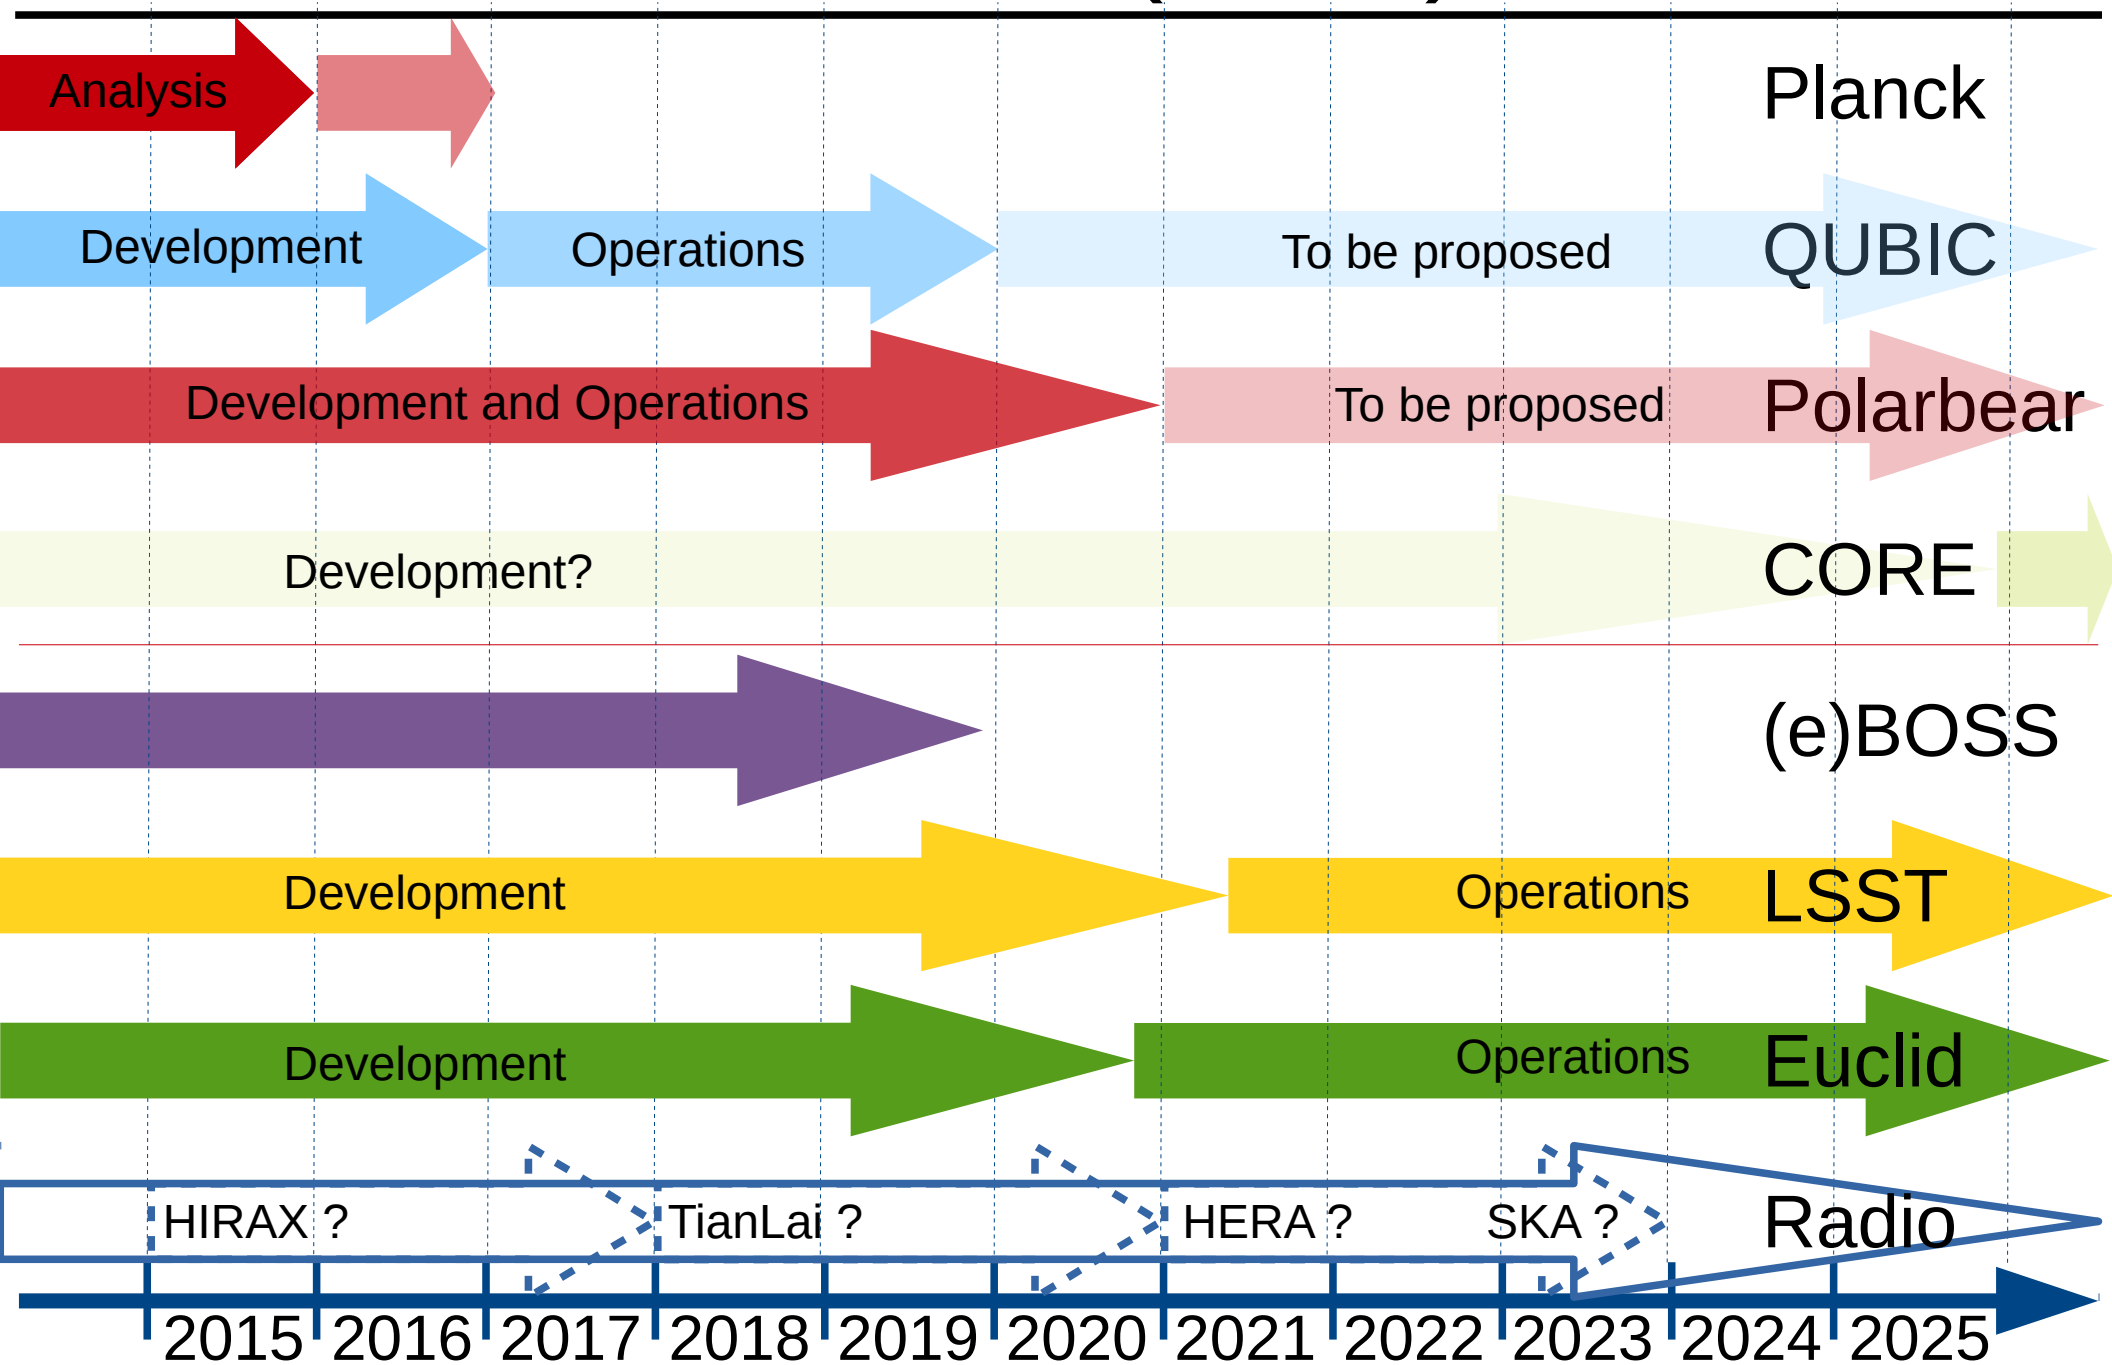 Analysis Planck
Development Operations To be proposed QUBIC
Development and Operations To be proposed Polarbear
Development? CORE
(e)BOSS
Development Operations LSST
Development Operations Euclid
HIRAX ? TianLai ? HERA ? SKA ? Radio
2015 2016 2017 2018 2019 2020 2021 2022 2023 2024 2025